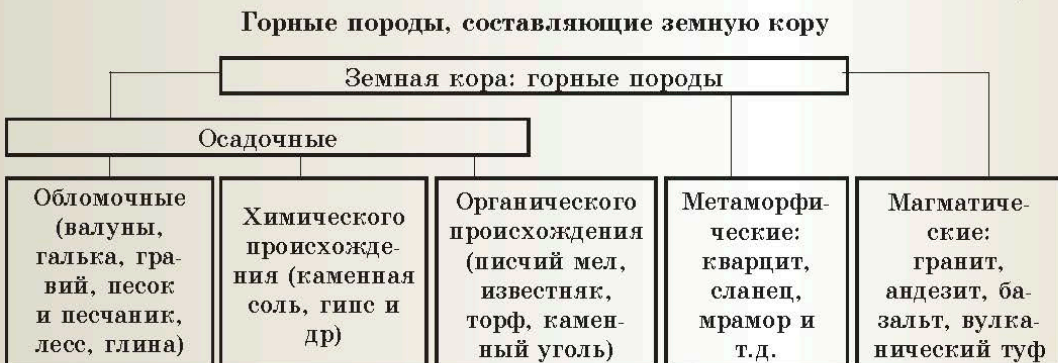 Горные породы, составляющие земную кору
Земная кора: горные породы
Осадочные
Обломочные
(валуны,
галька, гра-
вий, песок
и песчаник,
лесс, глина)
Химического
происхожде-
ния (каменная
соль, гипс и
др)
Органического
происхождения
(писчий мел,
известняк,
торф, камен-
ный уголь)
Метаморфи-
ческие:
кварцит,
сланец,
мрамор и
т.д.
Магматиче-
ские:
гранит,
андезит, ба-
зальт, вулка-
нический туф